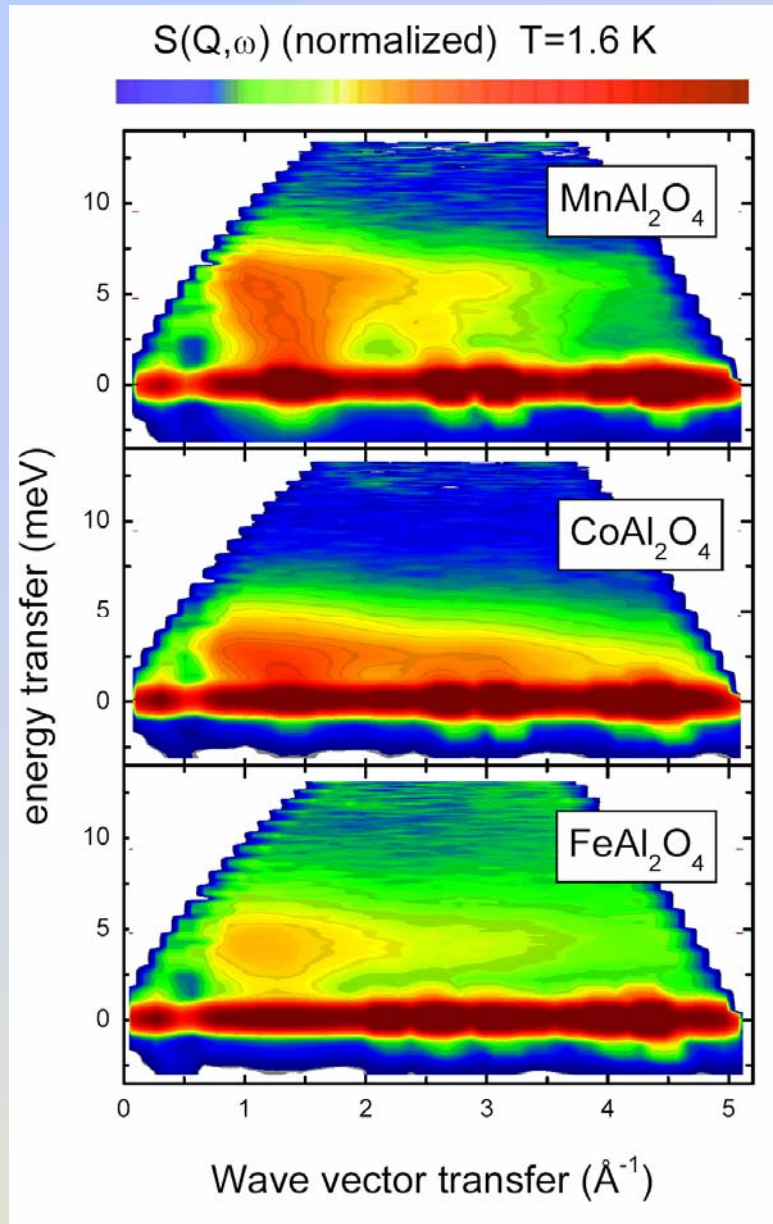 S(Q,ω) (normalized) T=1.6 K
MnAl₂O₄
10
5
0
CoAl₂O₄
10
5
0
FeAl₂O₄
10
5
0
energy transfer (meV)
0 1 2 3 4 5
Wave vector transfer (Å⁻¹)